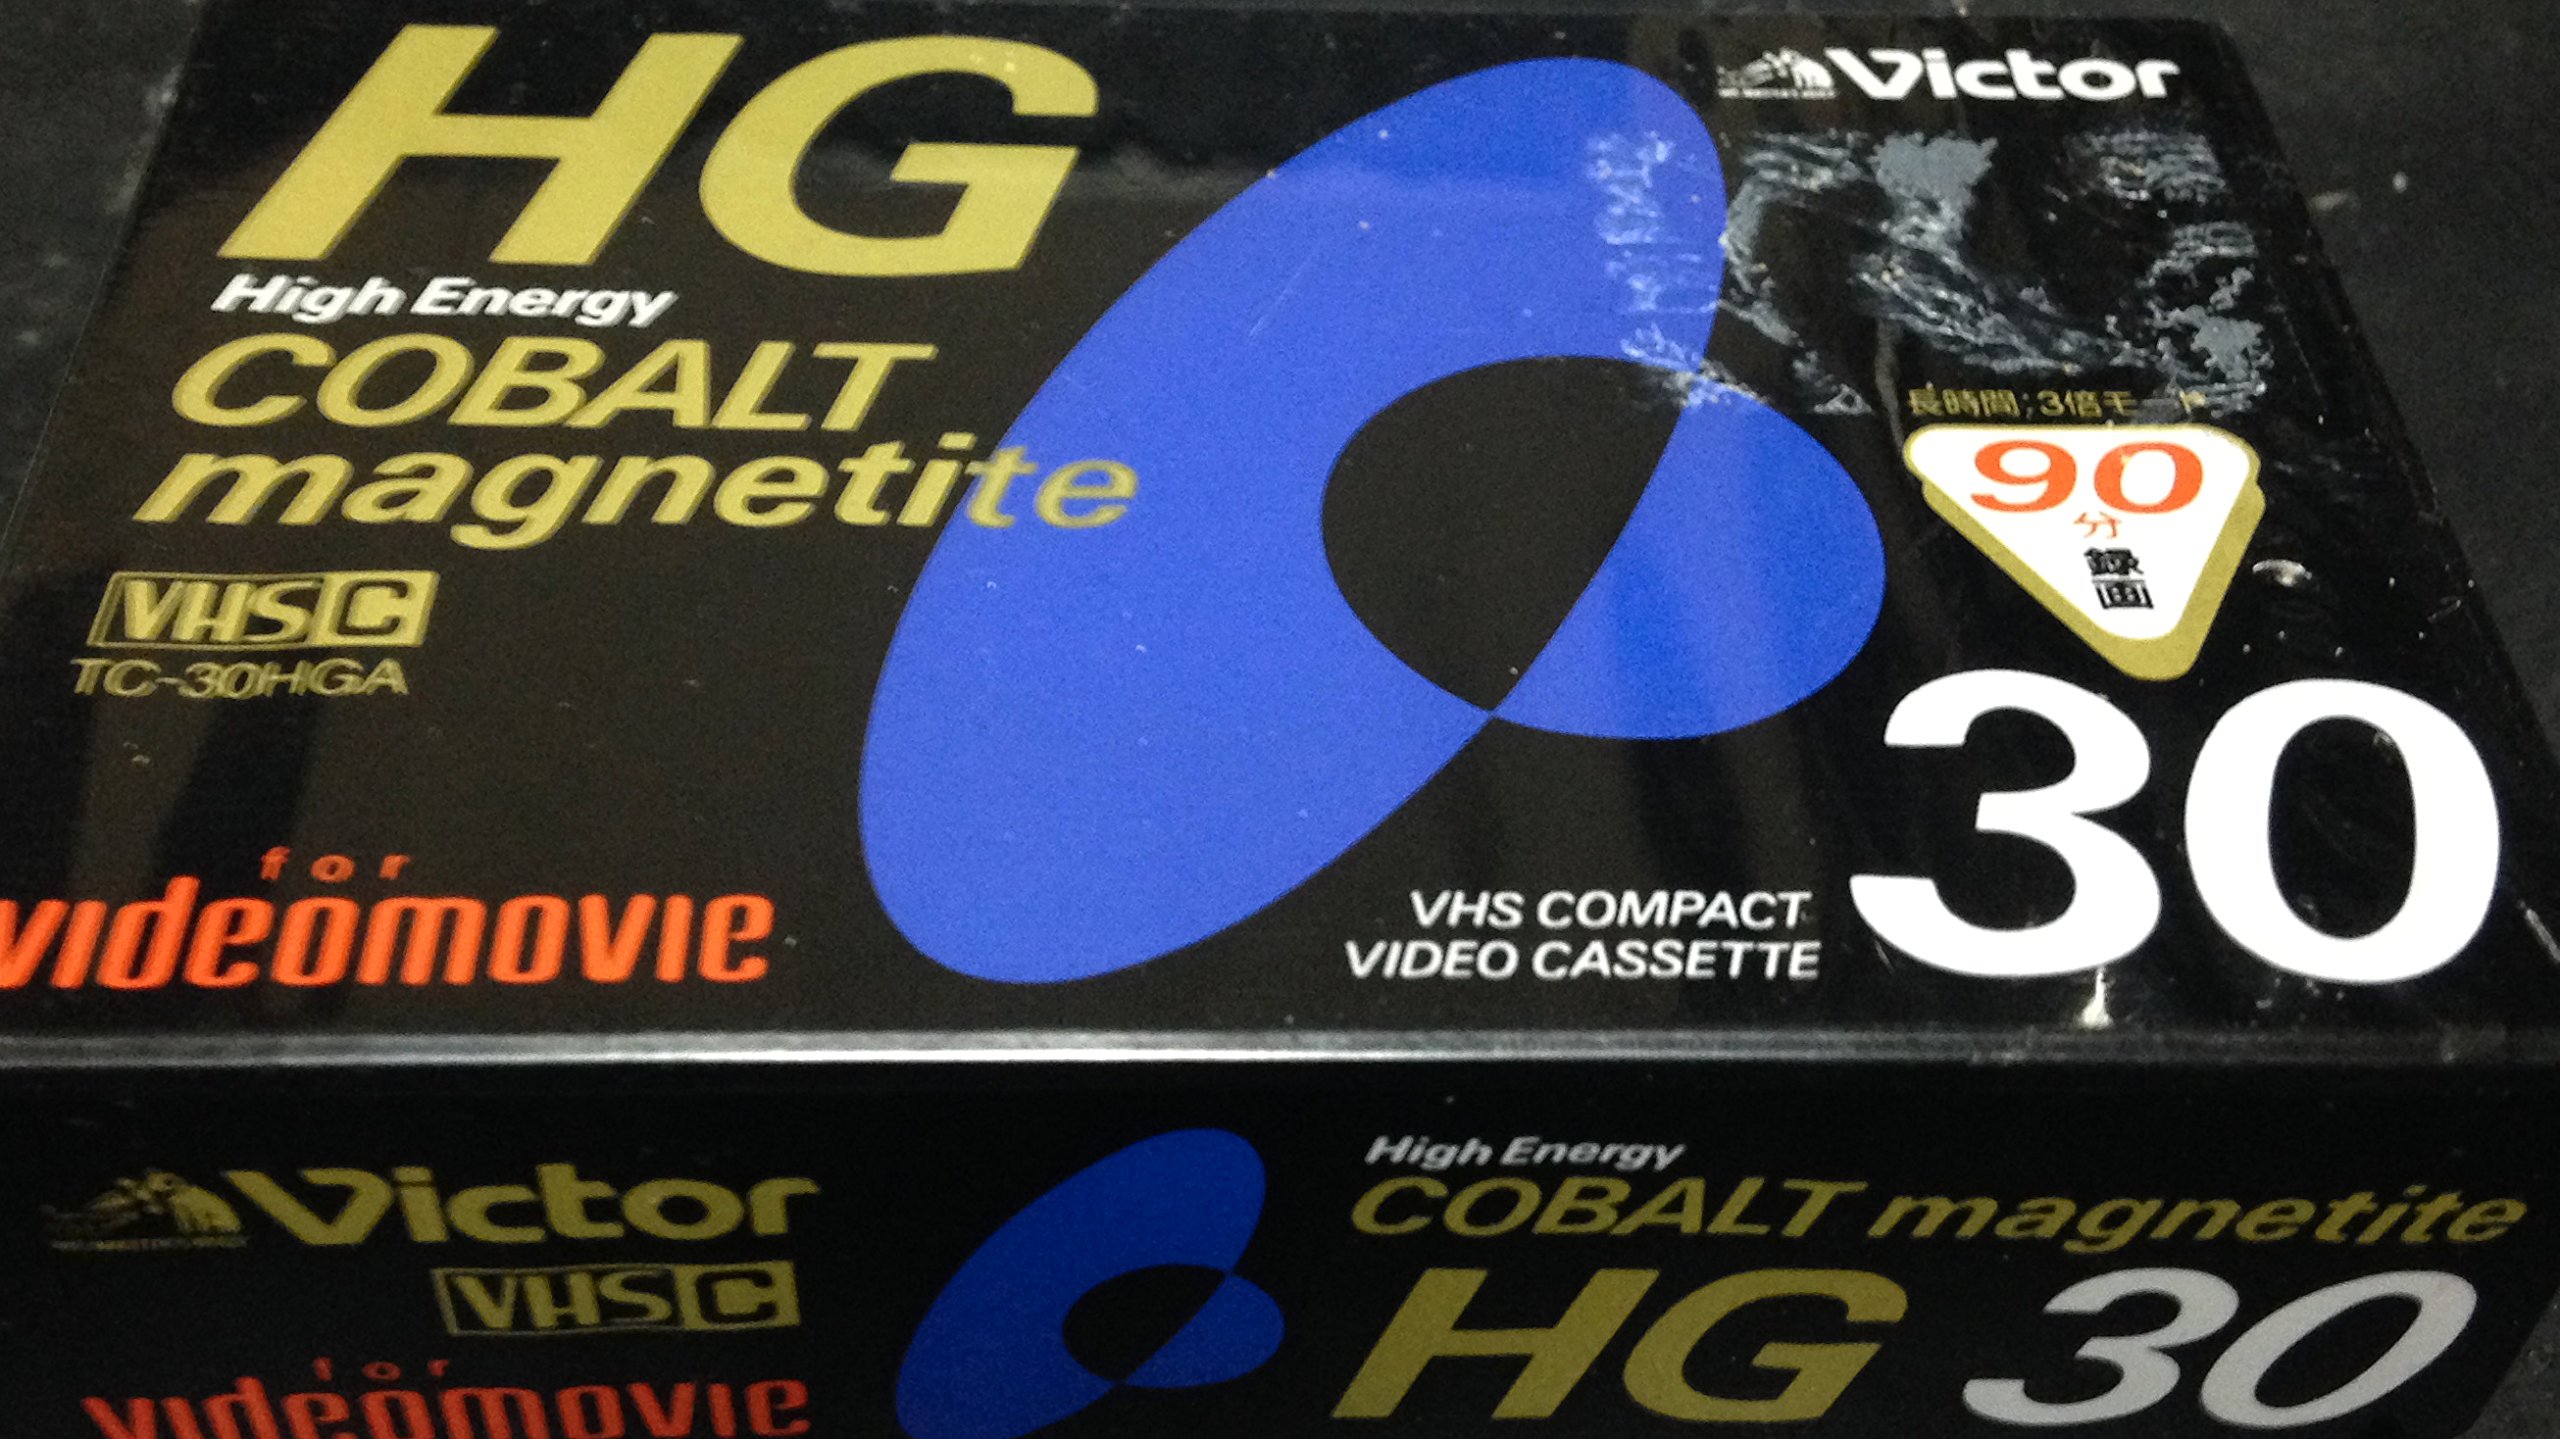 HG
High Energy
COBALT
magnetite
VHS C
TC-30HGA
for
videomovie
Victor
長時間;3倍モード
90
分
録
画
30
VHS COMPACT
VIDEO CASSETTE
Victor
VHS C
for
videomovie
High Energy
COBALT magnetite
HG 30